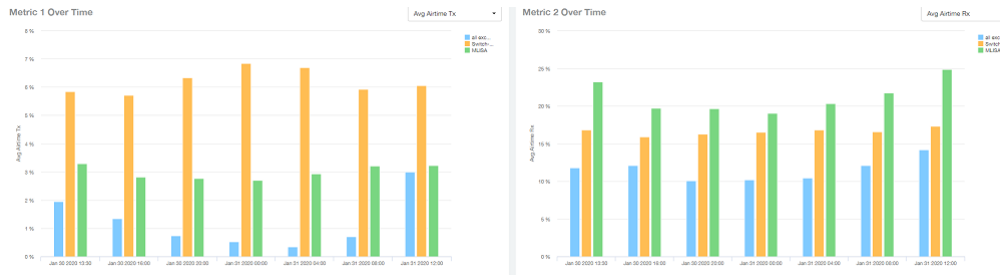 Metric 1 Over Time
Avg Airtime Tx
8 %
7 %
6 %
5 %
4 %
3 %
2 %
1 %
0 %
Avg Airtime Tx
Jan 30 2020 13:30
Jan 30 2020 16:00
Jan 30 2020 20:00
Jan 31 2020 00:00
Jan 31 2020 04:00
Jan 31 2020 08:00
Jan 31 2020 12:00
all exc...
Switch-...
MLISA
Metric 2 Over Time
Avg Airtime Rx
30 %
25 %
20 %
15 %
10 %
5 %
0 %
Avg Airtime Rx
Jan 30 2020 13:30
Jan 30 2020 16:00
Jan 30 2020 20:00
Jan 31 2020 00:00
Jan 31 2020 04:00
Jan 31 2020 08:00
Jan 31 2020 12:00
all exc
Switch-
MLISA